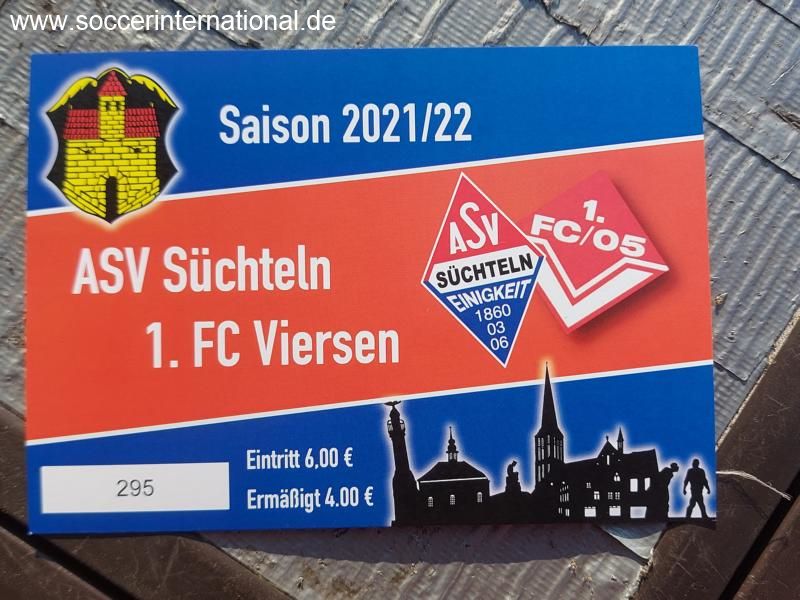 www.soccerinternational.de
Saison 2021/22
ASV Süchteln
1. FC Viersen
ASV
SÜCHTELN
EINIGKEIT
1860
03
06
1.
FC/05
Eintritt 6,00 €
Ermäßigt 4.00 €
295